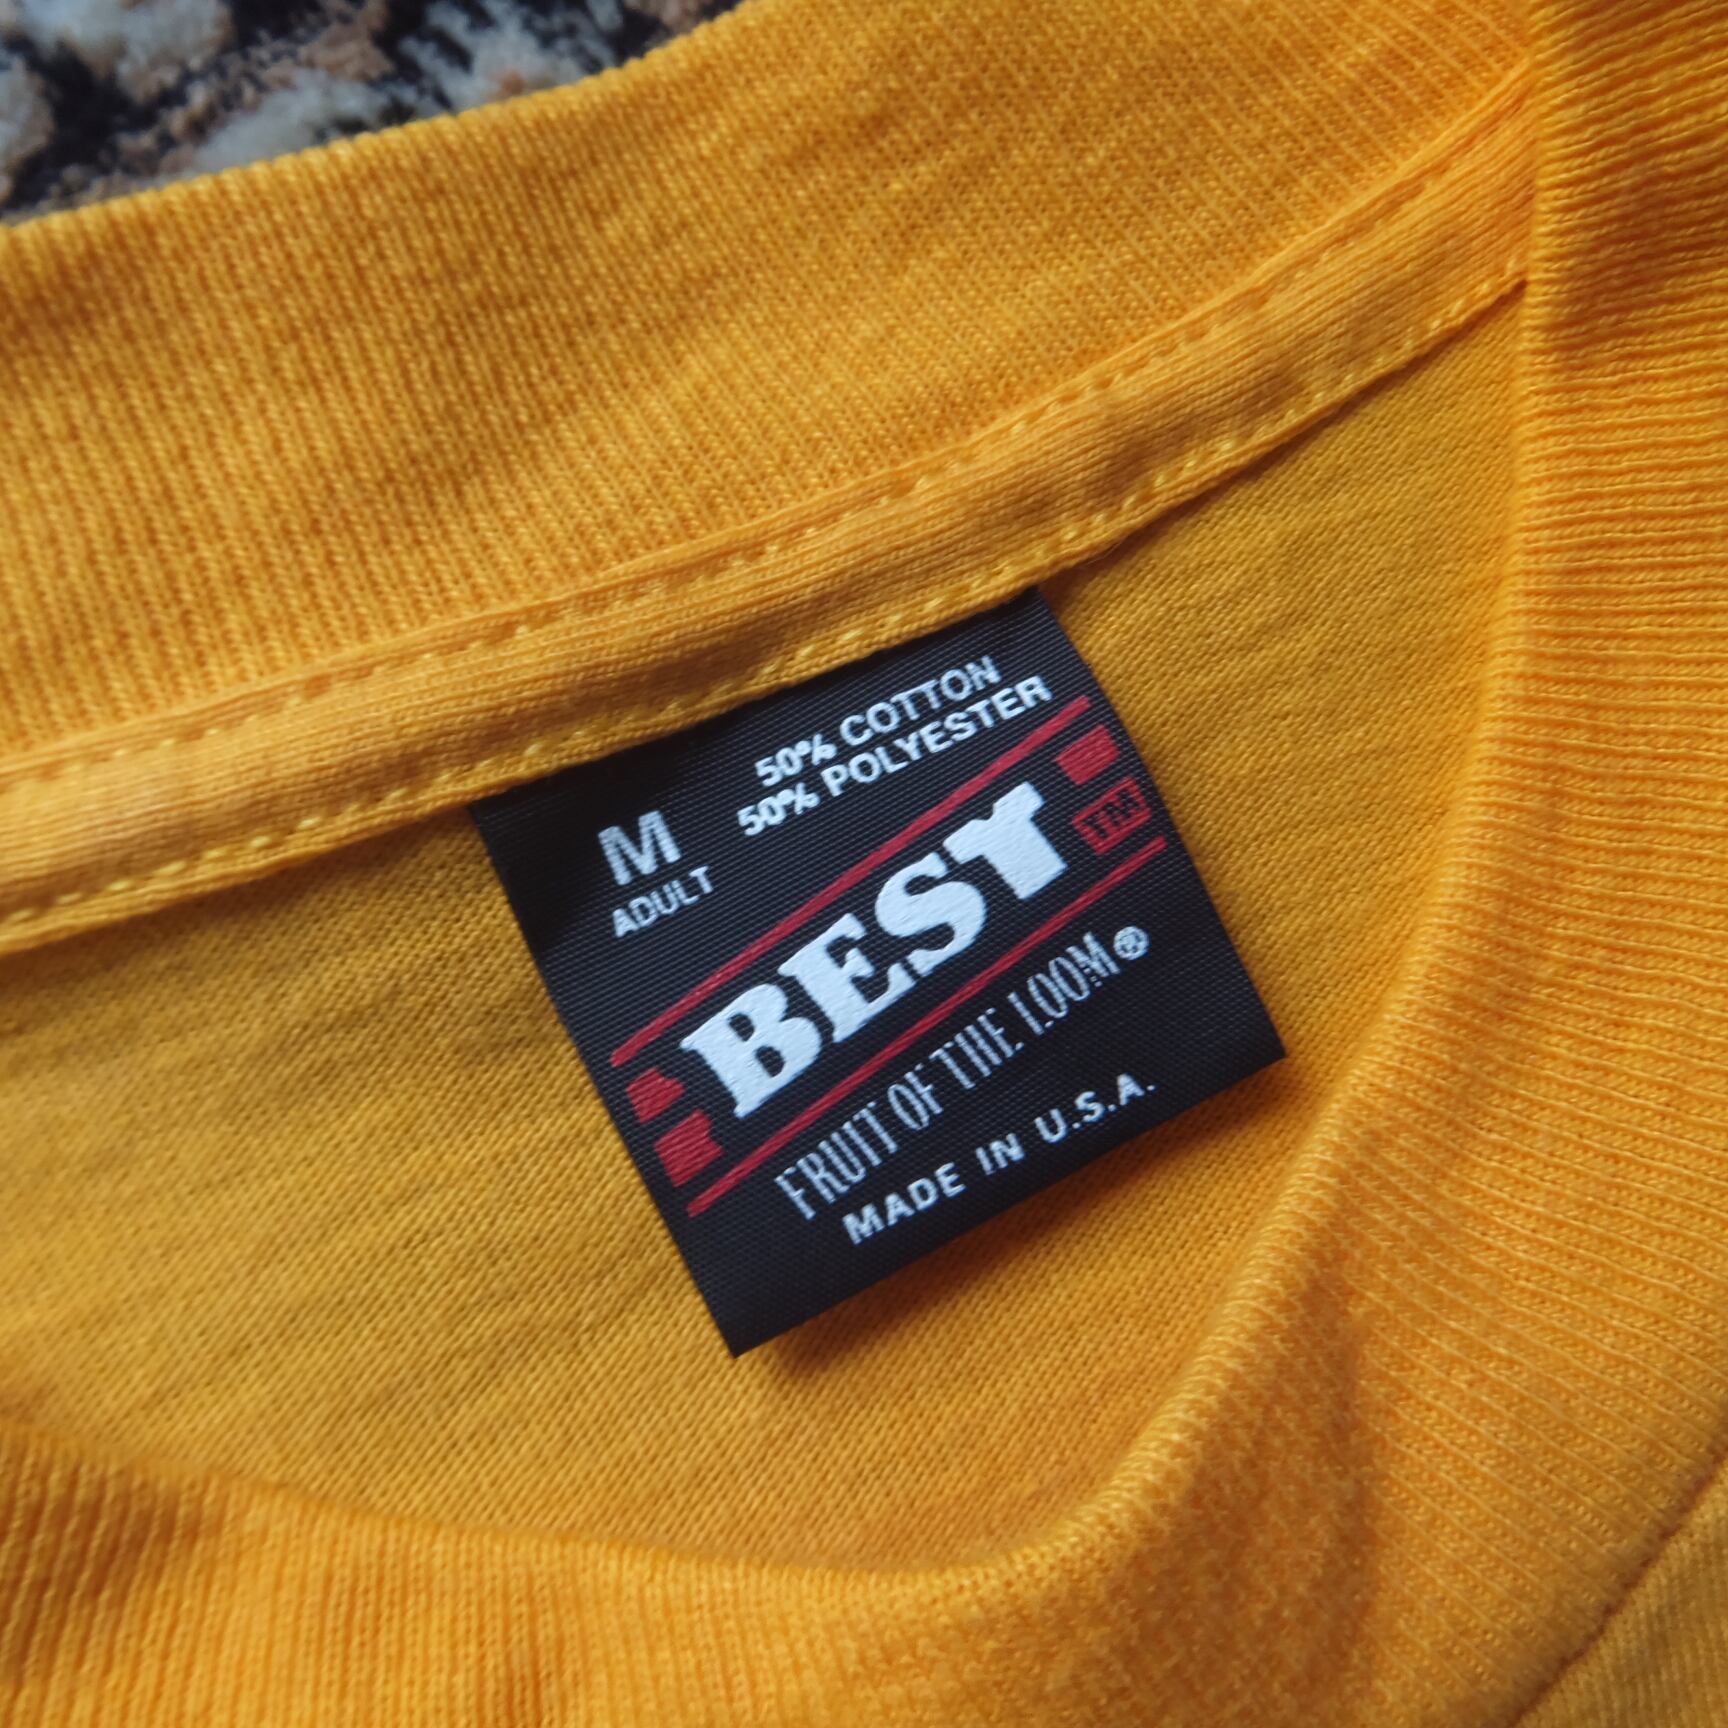 50% COTTON
50% POLYESTER
M
ADULT
BEST
TM
FRUIT OF THE LOOM®
MADE IN U.S.A.